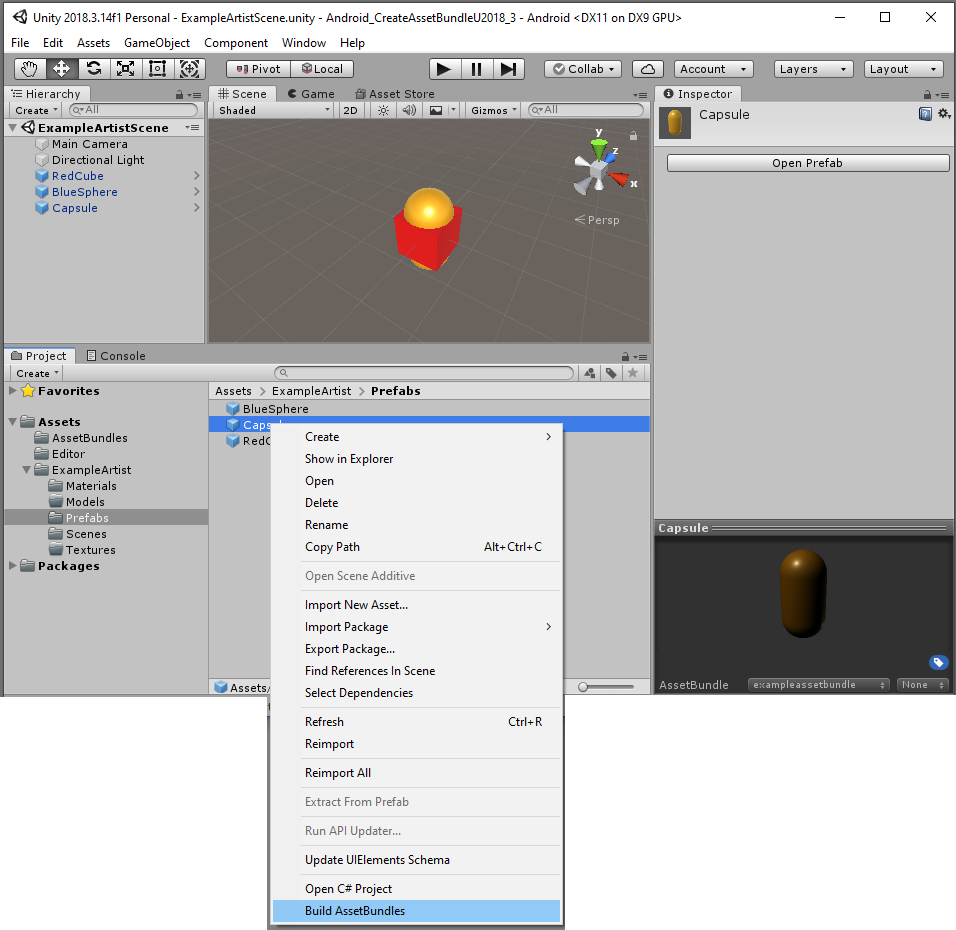 Unity 2018.3.14f1 Personal - ExampleArtistScene.unity - Android_CreateAssetBundleU2018_3 - Android <DX11 on DX9 GPU>
File Edit Assets GameObject Component Window Help
Pivot Local Collab Account Layers Layout
Hierarchy
Create All
ExampleArtistScene
Main Camera
Directional Light
RedCube
BlueSphere
Capsule
Scene Game Asset Store
Shaded 2D Gizmos All
y
z
x
Persp
Inspector
Capsule
Open Prefab
Project Console
Create
Favorites
Assets
AssetBundles
Editor
ExampleArtist
Materials
Models
Prefabs
Scenes
Textures
Packages
Assets > ExampleArtist > Prefabs
BlueSphere
Capsu
RedC
Assets/
Create
Show in Explorer
Open
Delete
Rename
Copy Path Alt+Ctrl+C
Open Scene Additive
Import New Asset...
Import Package
Export Package...
Find References In Scene
Select Dependencies
Refresh Ctrl+R
Reimport
Reimport All
Extract From Prefab
Run API Updater...
Update UIElements Schema
Open C# Project
Build AssetBundles
Capsule
AssetBundle exampleassetbundle None